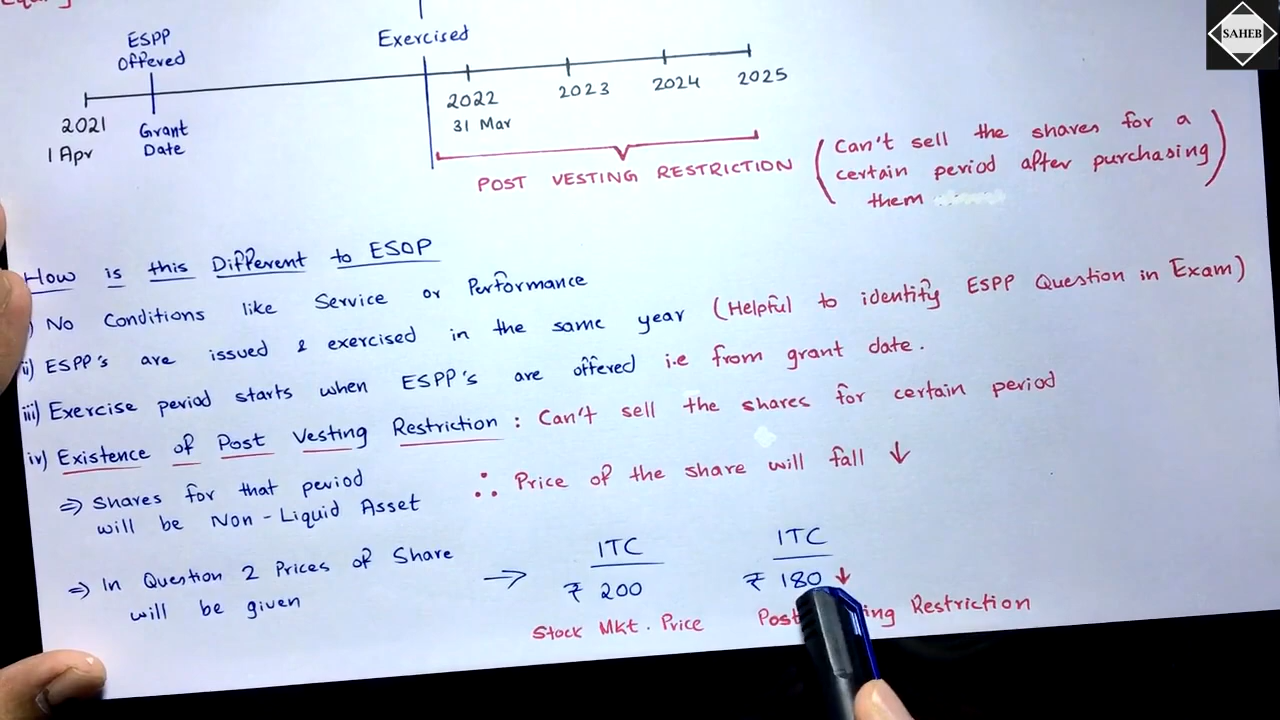 SAHEB
ESPP
Offered
Exercised
2021
1 Apr
Grant
Date
2022
31 Mar
2023
2024
2025
POST VESTING RESTRICTION
(Can't sell the shares for a
certain period after purchasing
them
How is this Different to ESOP
) No Conditions like Service or Performance
ii) ESPP's are issued & exercised in the same year (Helpful to identify ESPP Question in Exam)
iii) Exercise period starts when ESPP's are offered i.e from grant date.
iv) Existence of Post Vesting Restriction : Can't sell the shares for certain period
⇒ Shares for that period
will be Non-Liquid Asset
∴ Price of the share will fall ↓
⇒ In Question 2 Prices of Share
will be given
→ ITC
₹ 200
Stock Mkt. Price
ITC
₹ 180 ↓
Post ing Restriction